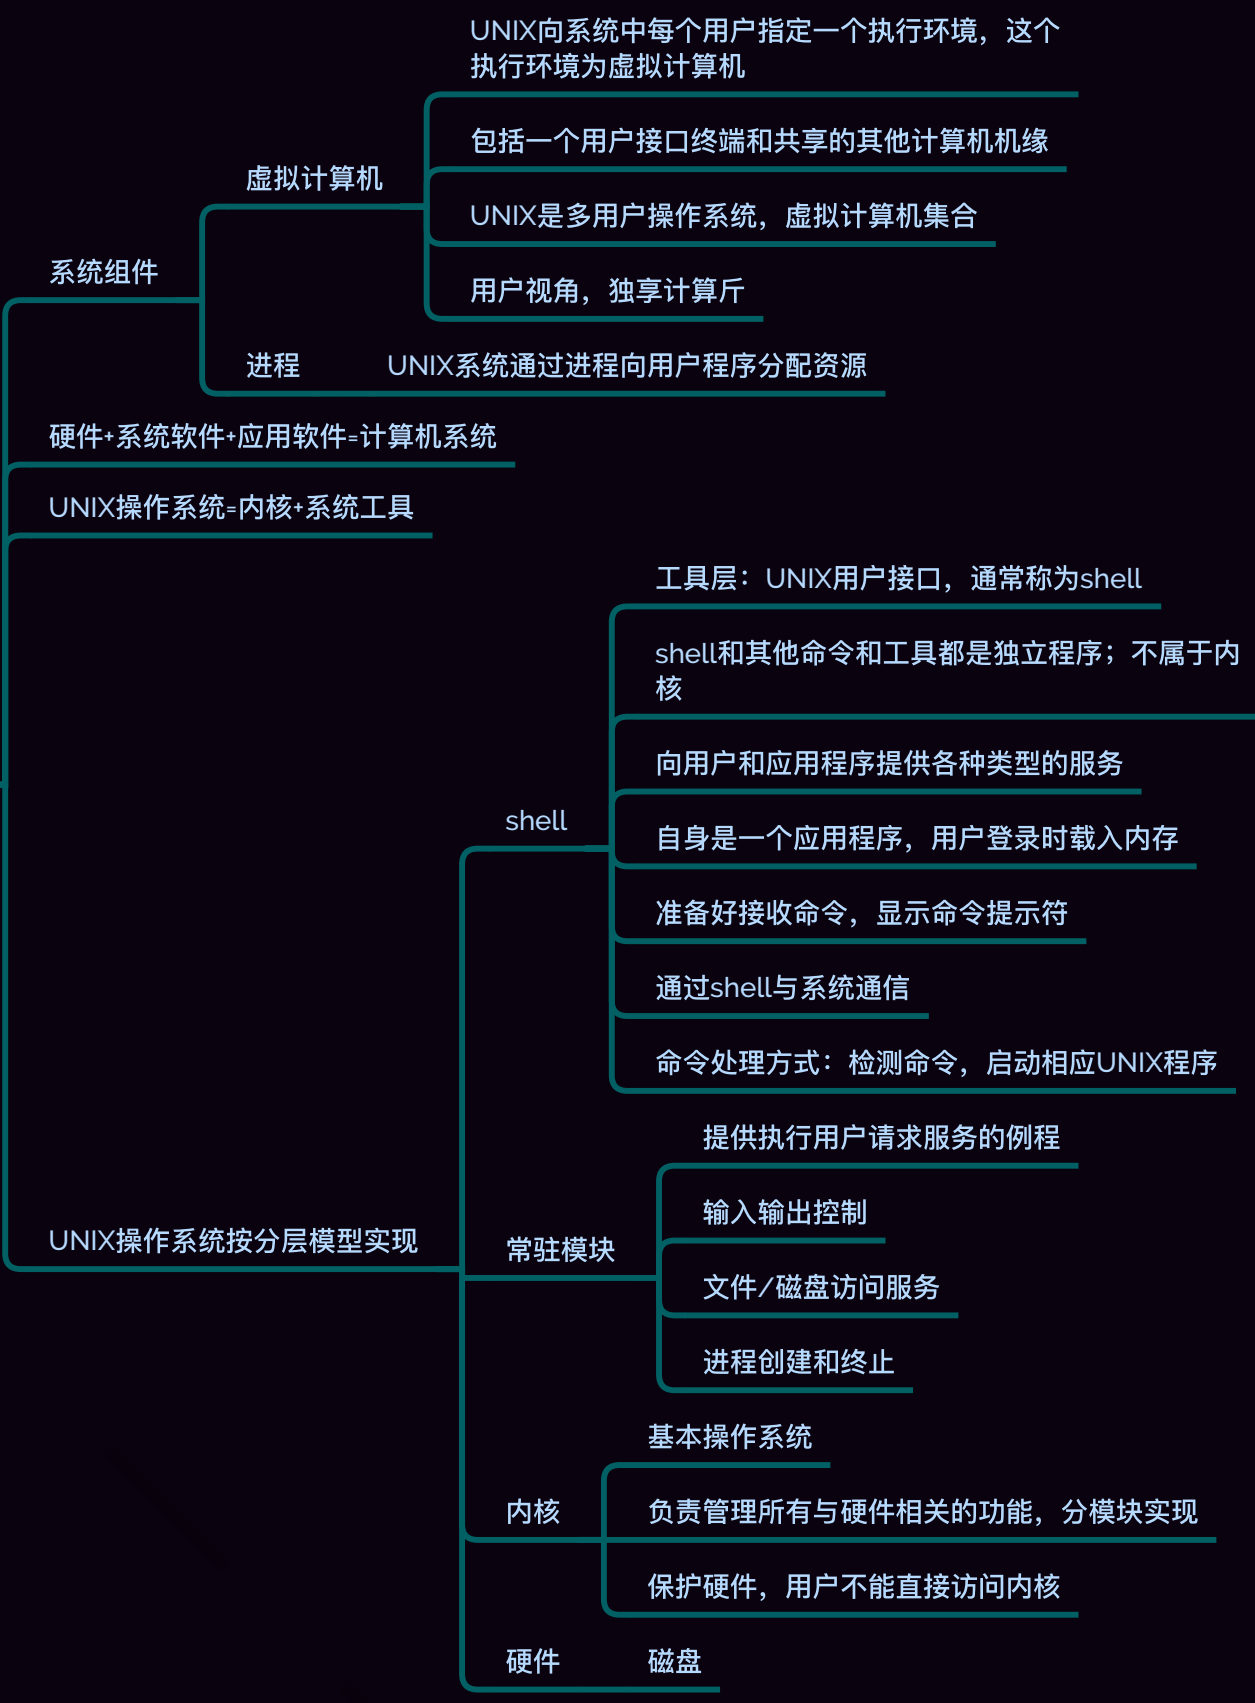 UNIX向系统中每个用户指定一个执行环境，这个
执行环境为虚拟计算机
包括一个用户接口终端和共享的其他计算机机缘
虚拟计算机
UNIX是多用户操作系统，虚拟计算机集合
系统组件
用户视角，独享计算斤
进程
UNIX系统通过进程向用户程序分配资源
硬件+系统软件+应用软件=计算机系统
UNIX操作系统=内核+系统工具
工具层：UNIX用户接口，通常称为shell
shell和其他命令和工具都是独立程序；不属于内
核
向用户和应用程序提供各种类型的服务
shell
自身是一个应用程序，用户登录时载入内存
准备好接收命令，显示命令提示符
通过shell与系统通信
命令处理方式：检测命令，启动相应UNIX程序
提供执行用户请求服务的例程
输入输出控制
UNIX操作系统按分层模型实现
常驻模块
文件/磁盘访问服务
进程创建和终止
基本操作系统
内核
负责管理所有与硬件相关的功能，分模块实现
保护硬件，用户不能直接访问内核
硬件
磁盘